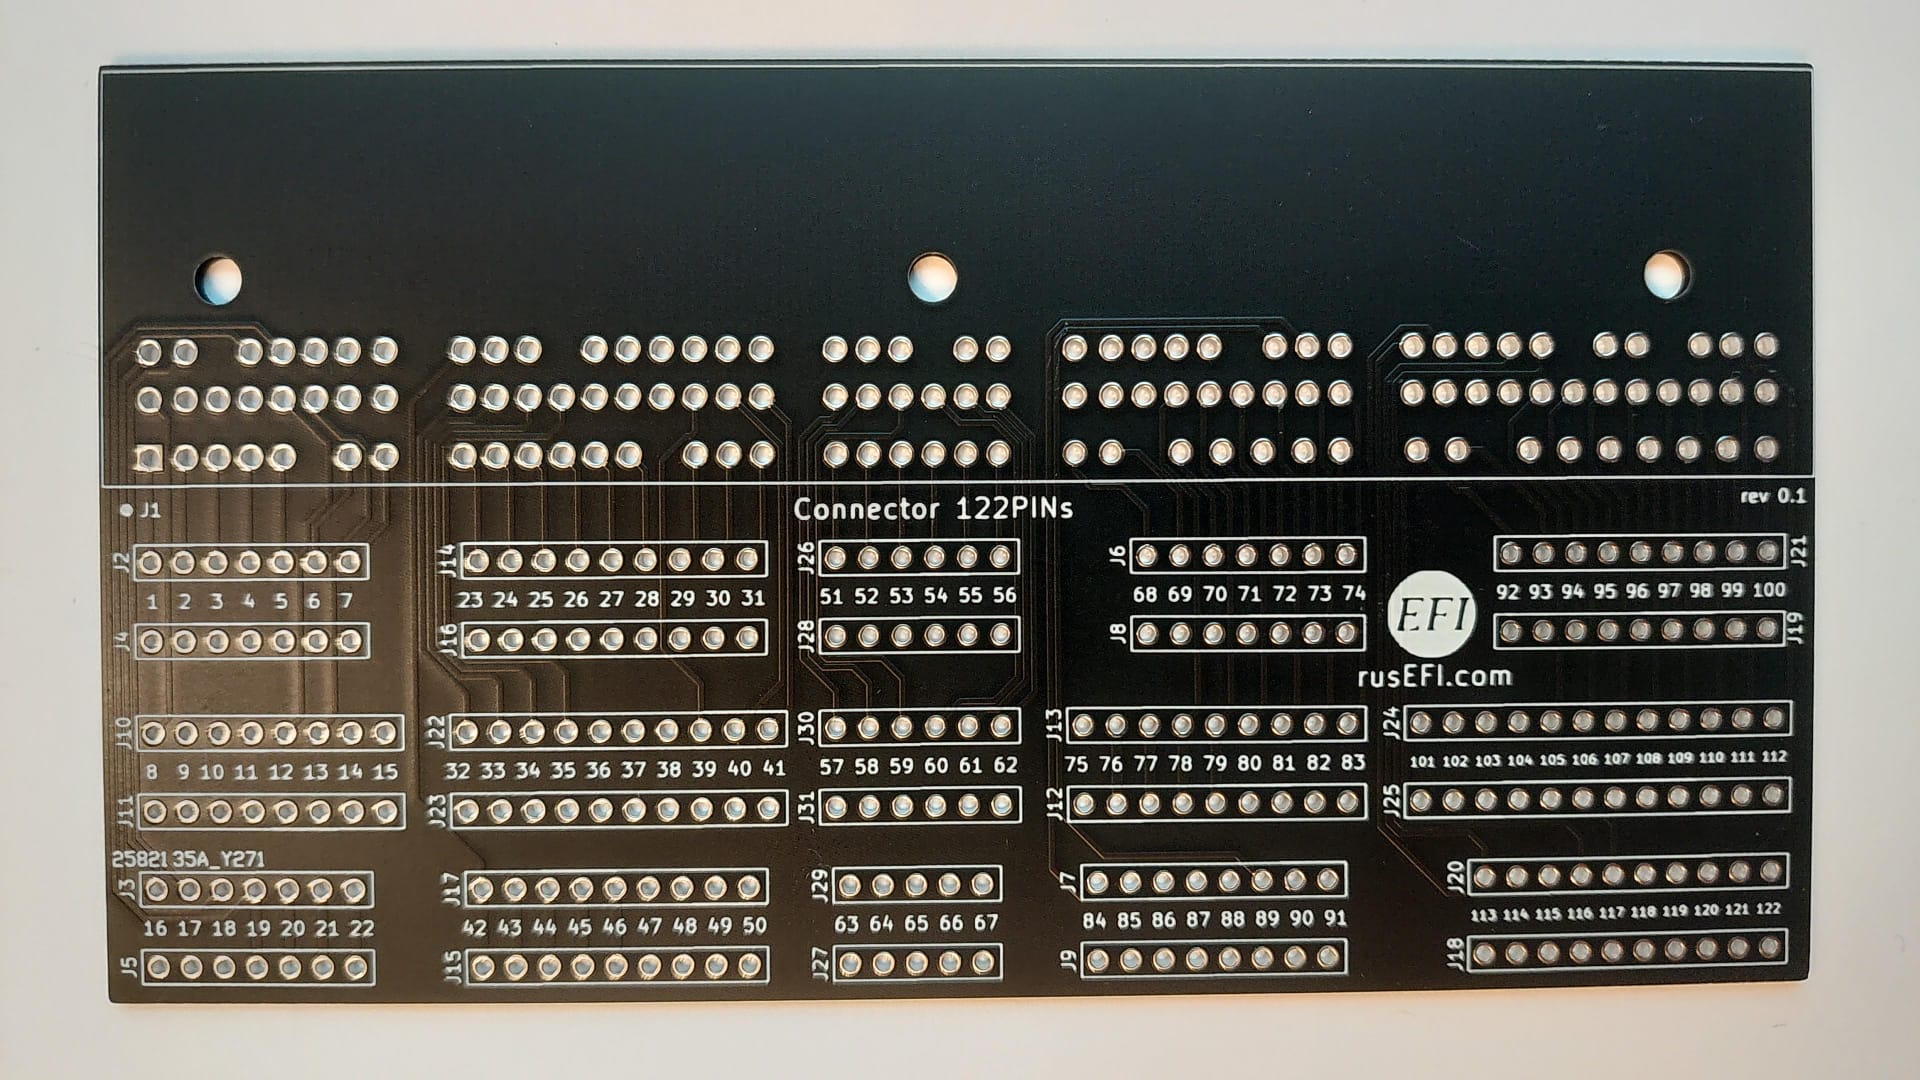 Connector 122PINs
rev 0.1
J1
J2
J14
J26
J6
J21
1 2 3 4 5 6 7
23 24 25 26 27 28 29 30 31
51 52 53 54 55 56
68 69 70 71 72 73 74
92 93 94 95 96 97 98 99 100
J4
J16
J28
J8
J19
EFI
rusEFI.com
J10
J22
J30
J13
J24
8 9 10 11 12 13 14 15
32 33 34 35 36 37 38 39 40 41
57 58 59 60 61 62
75 76 77 78 79 80 81 82 83
101 102 103 104 105 106 107 108 109 110 111 112
J11
J23
J31
J12
J25
258213​5A_Y271
J3
J17
J29
J7
J20
16 17 18 19 20 21 22
42 43 44 45 46 47 48 49 50
63 64 65 66 67
84 85 86 87 88 89 90 91
113 114 115 116 117 118 119 120 121 122
J5
J15
J27
J9
J18